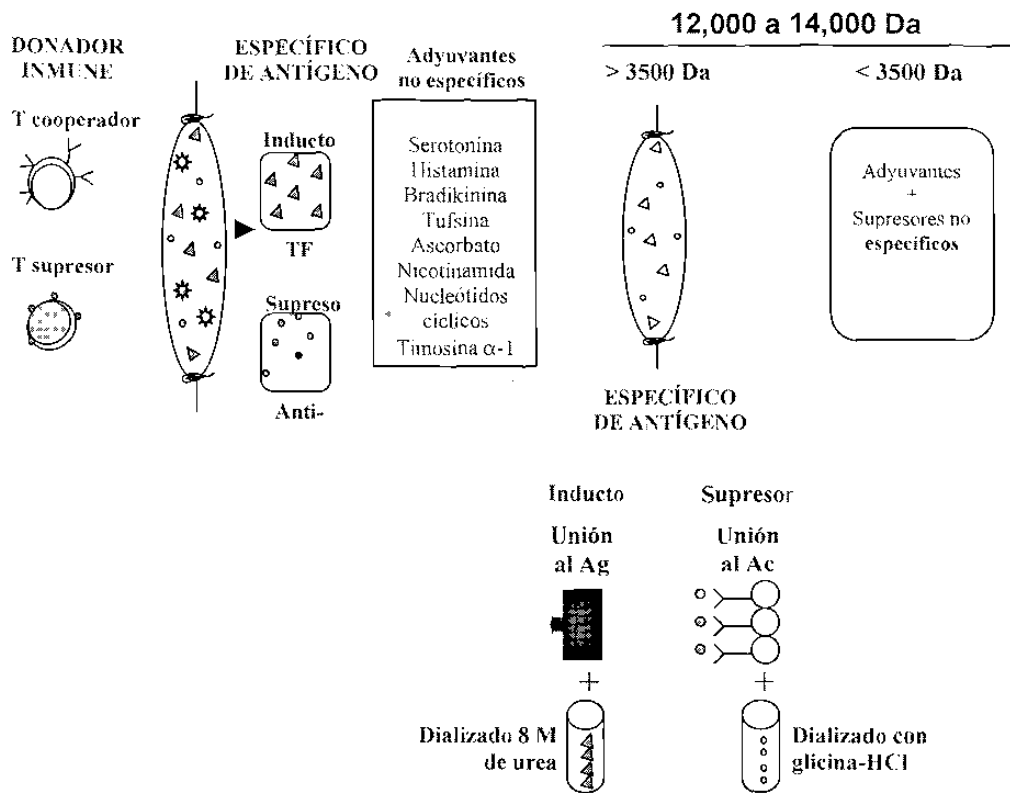 12,000 a 14,000 Da
DONADOR
INMUNE
T cooperador
T supresor
ESPECÍFICO
DE ANTÍGENO
Inducto
TF
Supreso
Anti-
Adyuvantes
no específicos
Serotonina
Histamina
Bradikinina
Tufsina
Ascorbato
Nicotinamida
Nucleótidos
cíclicos
Timosina α-1
> 3500 Da
ESPECÍFICO
DE ANTÍGENO
< 3500 Da
Adyuvantes
+
Supresores no
específicos
Inducto
Unión
al Ag
+
Dializado 8 M
de urea
Supresor
Unión
al Ac
+
Dializado con
glicina-HCl